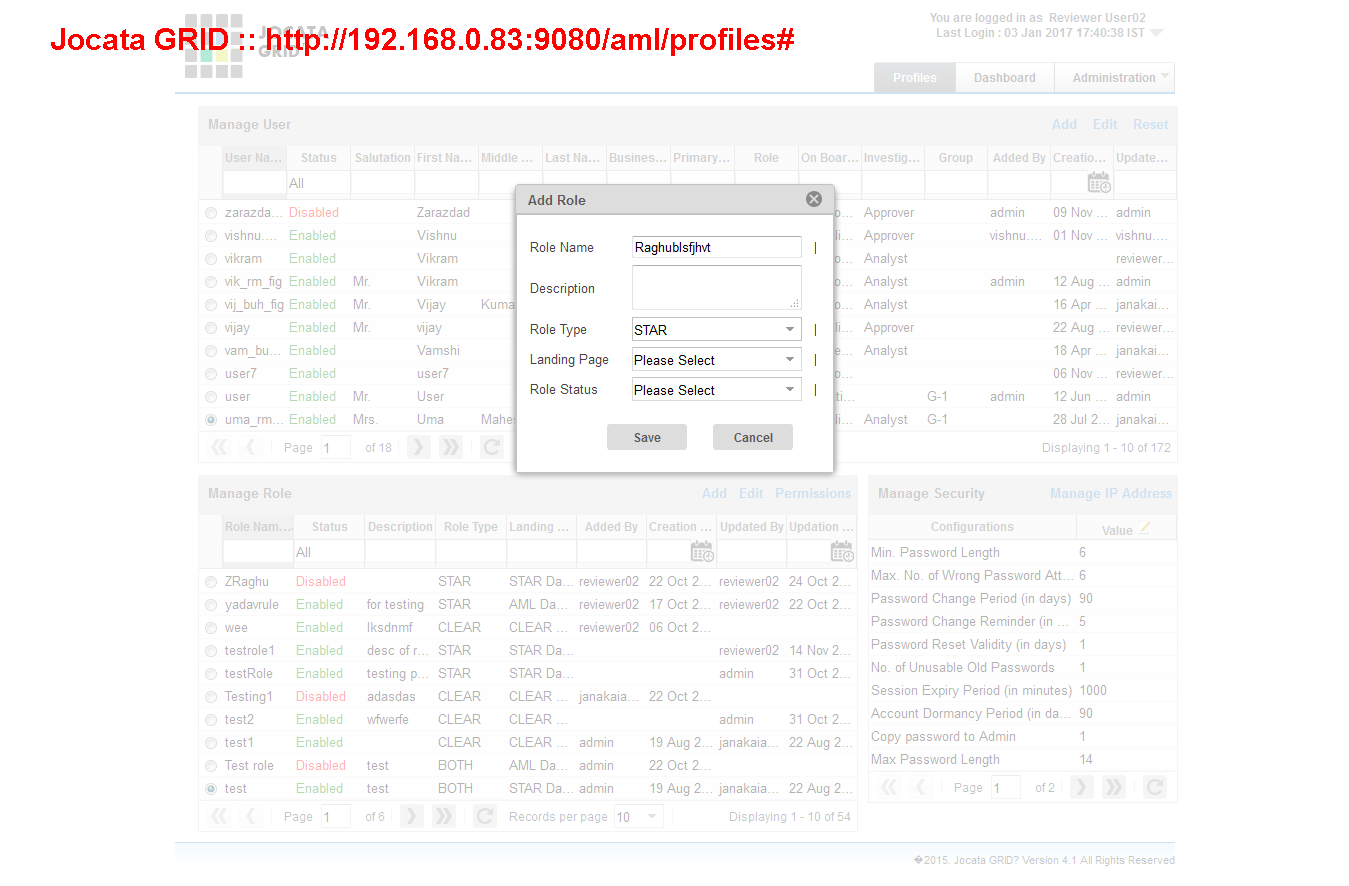 You are logged in as Reviewer User02
Last Login : 03 Jan 2017 17:40:38 IST
JOCATA
GRID
Jocata GRID :: http://192.168.0.83:9080/aml/profiles#
Profiles Dashboard Administration
Manage User Add Edit Reset
User Na... Status Salutation First Na... Middle ... Last Na... Busines... Primary... Role On Boar... Investig... Group Added By Creatio... Update...
All
zarazda... Disabled Zarazdad o... Approver admin 09 Nov ... admin
vishnu.... Enabled Vishnu li... Approver vishnu.... 01 Nov ... vishnu....
vikram Enabled Vikram ... Analyst reviewer...
vik_rm_fig Enabled Mr. Vikram li... Analyst admin 12 Aug ... admin
vij_buh_fig Enabled Mr. Vijay Kuma li... Analyst 16 Apr ... janakai...
vijay Enabled Mr. vijay li... Approver 22 Aug ... reviewer...
vam_bu... Enabled Vamshi e... Analyst 18 Apr ... janakai...
user7 Enabled user7 o... 06 Nov ... reviewer...
user Enabled Mr. User ti... G-1 admin 12 Jun ... admin
uma_rm... Enabled Mrs. Uma Mahe li... Analyst G-1 28 Jul 2... janakai...
Page 1 of 18 Displaying 1 - 10 of 172
Add Role
Role Name Raghublsfjhvt
Description
Role Type STAR
Landing Page Please Select
Role Status Please Select
Save Cancel
Manage Role Add Edit Permissions
Role Nam... Status Description Role Type Landing ... Added By Creation ... Updated By Updation ...
All
ZRaghu Disabled STAR STAR Da... reviewer02 22 Oct 2... reviewer02 24 Oct 2...
yadavrule Enabled for testing STAR AML Da... reviewer02 17 Oct 2... reviewer02 22 Oct 2...
wee Enabled lksdnmf CLEAR CLEAR ... reviewer02 06 Oct 2...
testrole1 Enabled desc of r... STAR STAR Da... reviewer02 14 Nov 2...
testRole Enabled testing p... STAR STAR Da... admin 31 Oct 2...
Testing1 Disabled adasdas CLEAR CLEAR ... janakaia... 22 Oct 2...
test2 Enabled wfwerfe CLEAR CLEAR ... admin 31 Oct 2...
test1 Enabled CLEAR CLEAR ... admin 19 Aug 2... janakaia... 22 Aug 2...
Test role Disabled test BOTH AML Da... admin 22 Oct 2...
test Enabled test BOTH STAR Da... admin 19 Aug 2... janakaia... 22 Aug 2...
Page 1 of 6 Records per page 10 Displaying 1 - 10 of 54
Manage Security Manage IP Address
Configurations Value
Min. Password Length 6
Max. No. of Wrong Password Att... 6
Password Change Period (in days) 90
Password Change Reminder (in ... 5
Password Reset Validity (in days) 1
No. of Unusable Old Passwords 1
Session Expiry Period (in minutes) 1000
Account Dormancy Period (in da... 90
Copy password to Admin 1
Max Password Length 14
Page 1 of 2
�2015. Jocata GRID? Version 4.1 All Rights Reserved